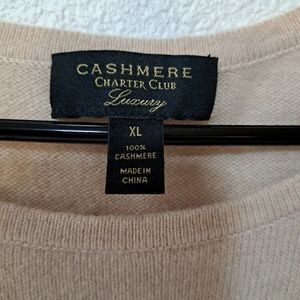 CASHMERE
CHARTER CLUB
Luxury
XL
100%
CASHMERE
MADE IN
CHINA